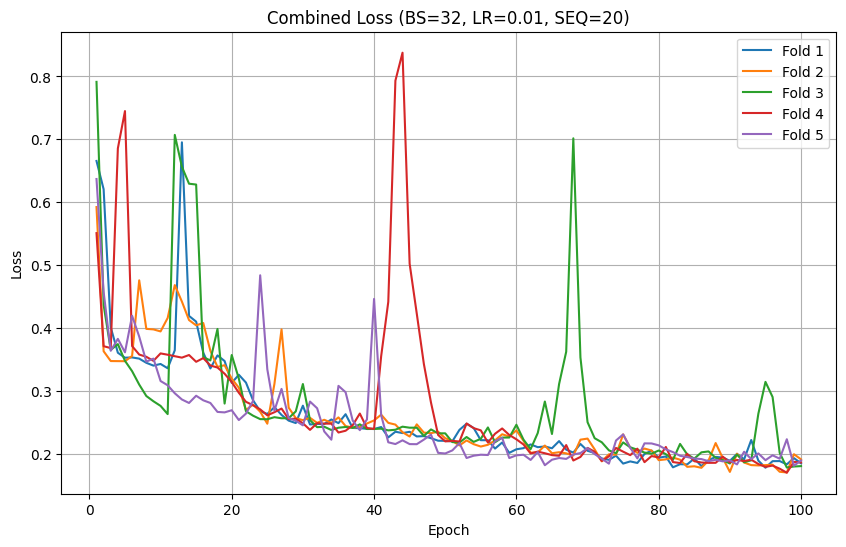 Combined Loss (BS=32, LR=0.01, SEQ=20)
Fold 1
Fold 2
Fold 3
Fold 4
Fold 5
Loss
0.8
0.7
0.6
0.5
0.4
0.3
0.2
0 20 40 60 80 100
Epoch